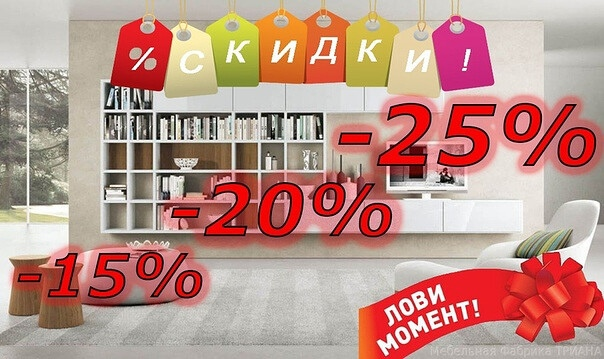 % СКИДКИ!
-25%
-20%
-15%
ЛОВИ
МОМЕНТ!
Мебельная Фабрика ТРИАНА